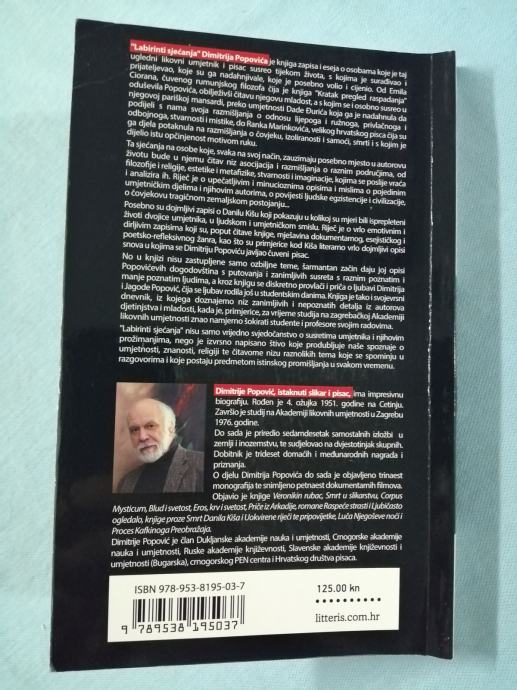 "Labirinti sjećanja" Dimitrija Popovića je knjiga zapisa i eseja o osobama koje je taj
ugledni likovni umjetnik i pisac susreo tijekom života, s kojima je surađivao i
prijateljevao, koje su ga nadahnjivale, koje je posebno volio i cijenio. Od Emila
Ciorana, čuvenog rumunjskog filozofa čija je knjiga "Kratak pregled raspadanja"
oduševila Popovića, obilježivši čitavu njegovu mladost, a s kojim se i osobno susreo u
njegovoj pariškoj mansardi, preko umjetnosti Dade Đurića koja ga je nadahnula da
podijeli s nama svoja razmišljanja o odnosu lijepoga i ružnoga, privlačnoga i
odbojnoga, stvarnosti i mistike, do Ranka Marinkovića, velikog hrvatskog pisca čija su
ga djela potaknula na razmišljanja o čovjeku, izoliranosti i samoći, smrti i s kojim je
dijelio istu opčinjenost motivom ruku.
Ta sjećanja na osobe koje, svaka na svoj način, zauzimaju posebno mjesto u autorovu
životu bude u njemu čitav niz asocijacija i razmišljanja o raznim područjima, od
filozofije i religije, estetike i metafizike, stvarnosti i imaginacije, kojima se poslije vraća
i analizira ih. Riječ je o upečatljivim i minucioznim opisima i mislima o pojedinim
umjetničkim djelima i njihovim autorima, o povijesti ljudske egzistencije i civilizacije,
o čovjekovu tragičnom zemaljskom postojanju...
Posebno su dojmljivi zapisi o Danilu Kišu koji pokazuju u kolikoj su mjeri bili isprepleteni
životi dvojice umjetnika, u ljudskom i umjetničkom smislu. Riječ je o vrlo emotivnim i
dirljivim zapisima koji su, poput čitave knjige, mješavina dokumentarnog, esejističkog i
poetsko-refleksivnog žanra, kao što su primjerice kod Kiša literarno vrlo dojmljivi opisi
snova u kojima se Dimitriju Popoviću javljao čuveni pisac.
No u knjizi nisu zastupljene samo ozbiljne teme, šarmantan začin daju joj opisi
Popovićevih dogodovština s putovanja i zanimljivih susreta s raznim poznatim i
manje poznatim ljudima, a kroz knjigu se diskretno provlači i priča o ljubavi Dimitrija
i Jagode Popović, čija se ljubav rodila još u studentskim danima. Knjiga je tako i svojevrsni
dnevnik, iz kojega doznajemo niz zanimljivih i nepoznatih detalja iz autorova
djetinjstva i mladosti, kada je, primjerice, za vrijeme studija na zagrebačkoj Akademiji
likovnih umjetnosti znao namjerno šokirati studente i profesore svojim radovima.
"Labirinti sjećanja" nisu samo vrijedno svjedočanstvo o susretima umjetnika i njihovim
prožimanjima, nego je izvrsno napisano štivo koje produbljuje naše spoznaje o
umjetnosti, znanosti, religiji te čitavome nizu raznolikih tema koje se spominju u
razgovorima i koje postaju predmetom istinskog promišljanja u svakom vremenu.
Dimitrije Popović, istaknuti slikar i pisac, ima impresivnu
biografiju. Rođen je 4. ožujka 1951. godine na Cetinju.
Završio je studij na Akademiji likovnih umjetnosti u Zagrebu
1976. godine.
Do sada je priredio sedamdesetak samostalnih izložbi u
zemlji i inozemstvu, te sudjelovao na dvjestotinjak skupnih.
Dobitnik je trideset domaćih i međunarodnih nagrada i
priznanja.
O djelu Dimitrija Popovića do sada je objavljeno trinaest
monografija te snimljeno petnaest dokumentarnih filmova.
Objavio je knjige Veronikin rubac, Smrt u slikarstvu, Corpus
Mysticum, Blud i svetost, Eros, krv i svetost, Priče iz Arkadije, romane Raspeće strasti i Ljubičasto
ogledalo, knjige proze Smrt Danila Kiša i Uokvirene riječi te pripovijetke, Luča Njegoševe noći i
Proces Kafkinoga Preobražaja.
Dimitrije Popović je član Dukljanske akademije nauka i umjetnosti, Crnogorske akademije
nauka i umjetnosti, Ruske akademije književnosti, Slavenske akademije književnosti i
umjetnosti (Bugarska), crnogorskog PEN centra i Hrvatskog društva pisaca.
ISBN 978-953-8195-03-7
9 789538 195037
125.00 kn
litteris.com.hr